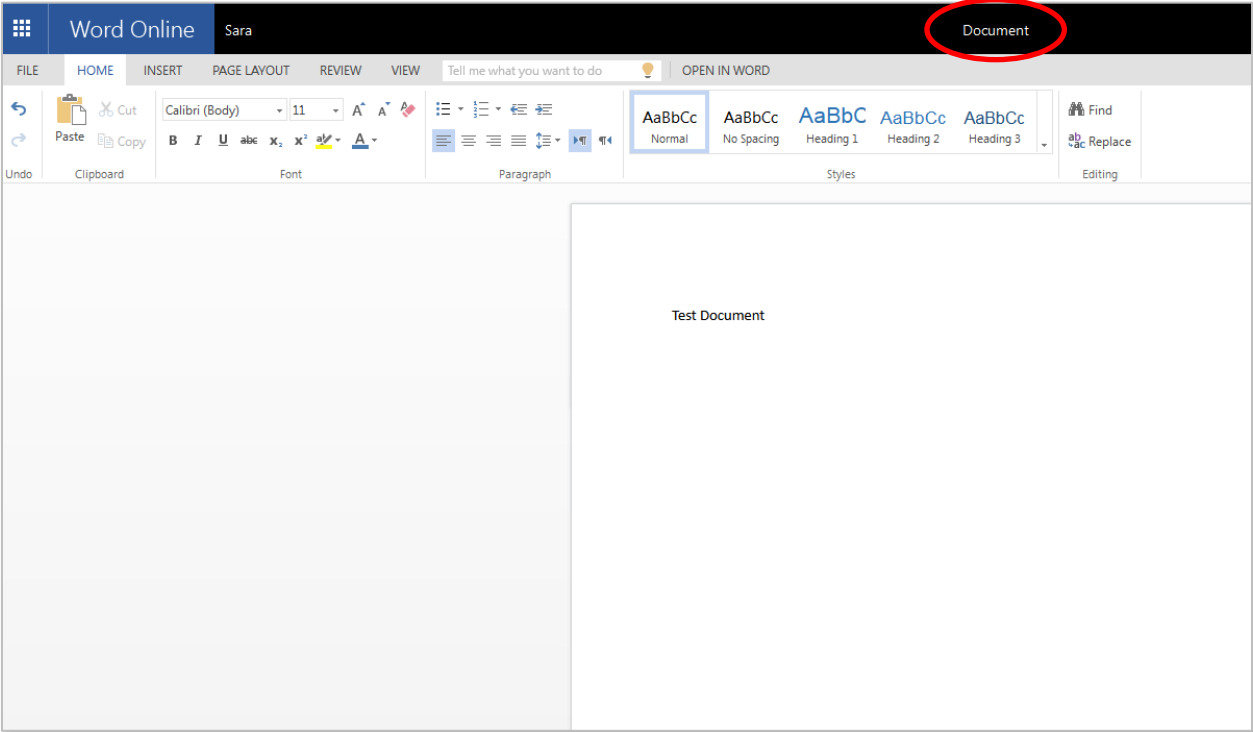 Word Online Sara Document
FILE HOME INSERT PAGE LAYOUT REVIEW VIEW Tell me what you want to do OPEN IN WORD
Paste Cut Copy
Calibri (Body) 11 A A
B I U abc x₂ x² aby A
AaBbCc AaBbCc AaBbC AaBbCc AaBbCc
Normal No Spacing Heading 1 Heading 2 Heading 3
Find
Replace
Undo Clipboard Font Paragraph Styles Editing
Test Document